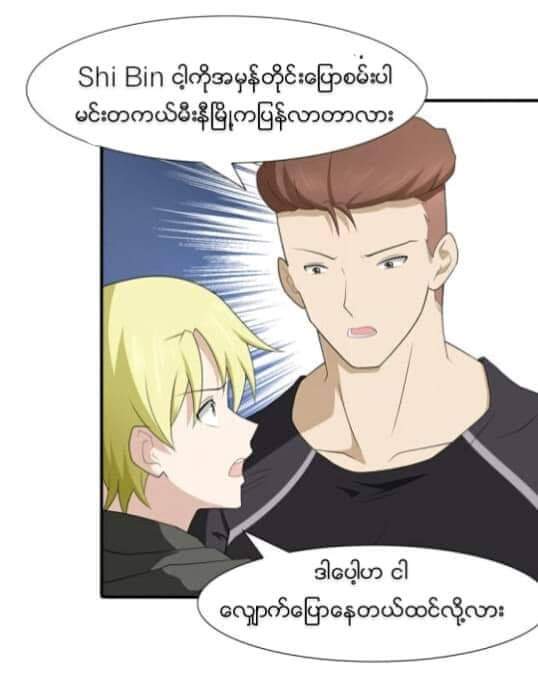 Shi Bin ငါ့ကိုအမှန်တိုင်းပြောစမ်းပါ
မင်းတကယ်မီးနီမြို့ကပြန်လာတာလား
ဒါပေါ့ဟ ငါ
လျှောက်ပြောနေတယ်ထင်လို့လား